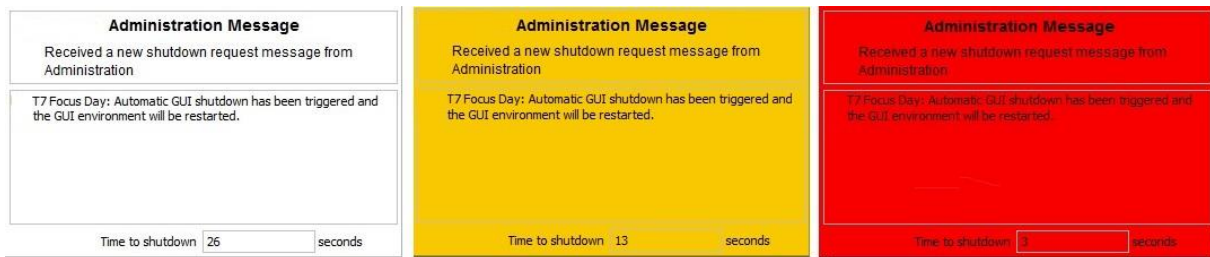 Administration Message
Received a new shutdown request message from
Administration
T7 Focus Day: Automatic GUI shutdown has been triggered and
the GUI environment will be restarted.
Time to shutdown 26 seconds
Administration Message
Received a new shutdown request message from
Administration
T7 Focus Day: Automatic GUI shutdown has been triggered and
the GUI environment will be restarted.
Time to shutdown 13 seconds
Administration Message
Received a new shutdown request message from
Administration
T7 Focus Day: Automatic GUI shutdown has been triggered and
the GUI environment will be restarted.
Time to shutdown 3 seconds